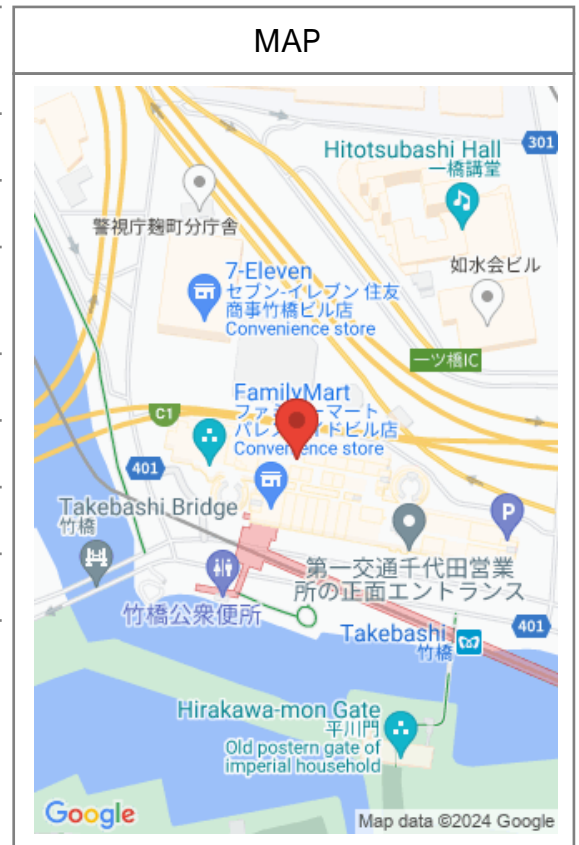 MAP
Hitotsubashi Hall
一橋講堂
301
警視庁麹町分庁舎
7-Eleven
セブン-イレブン 住友
商事竹橋ビル店
Convenience store
如水会ビル
一ツ橋IC
FamilyMart
C1
Convenience store
401
Takebashi Bridge
竹橋
P
第一交通千代田営業
所の正面エントランス
竹橋公衆便所
Takebashi
竹橋
401
Hirakawa-mon Gate
平川門
Old postern gate of
imperial household
Google
Map data ©2024 Google